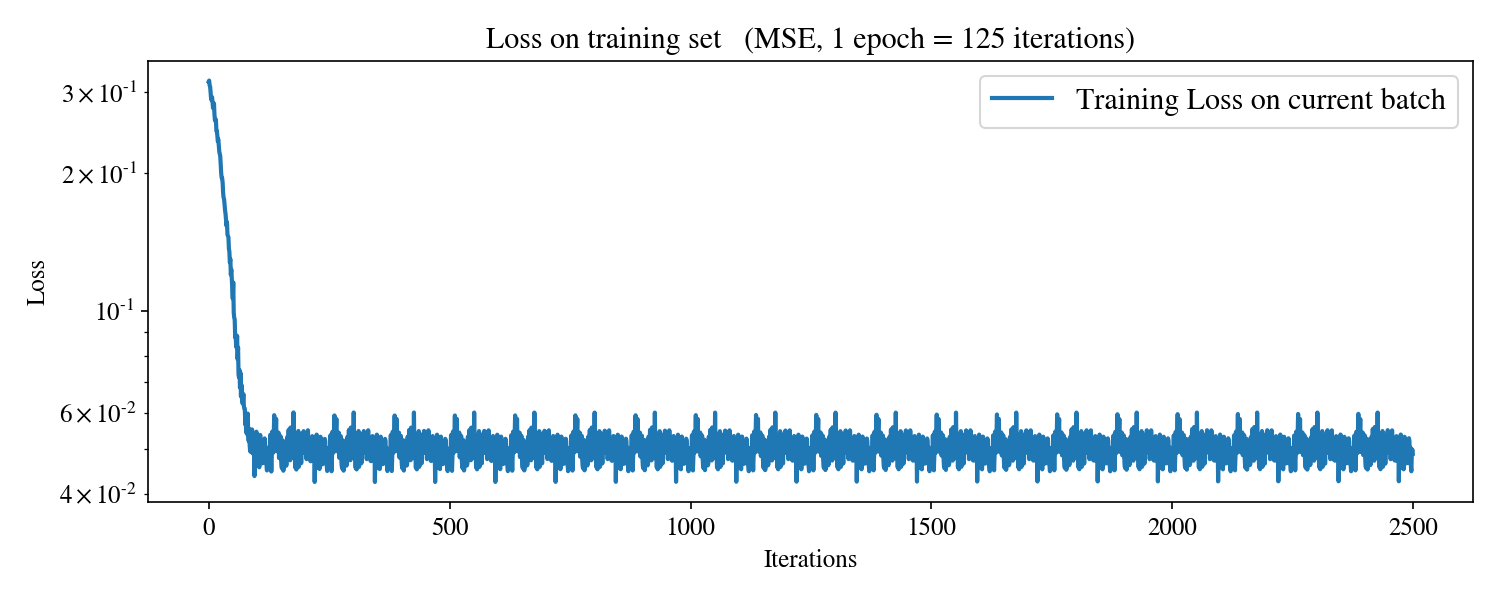 Loss on training set (MSE, 1 epoch = 125 iterations)
Training Loss on current batch
Loss
3×10⁻¹
2×10⁻¹
10⁻¹
6×10⁻²
4×10⁻²
0 500 1000 1500 2000 2500
Iterations